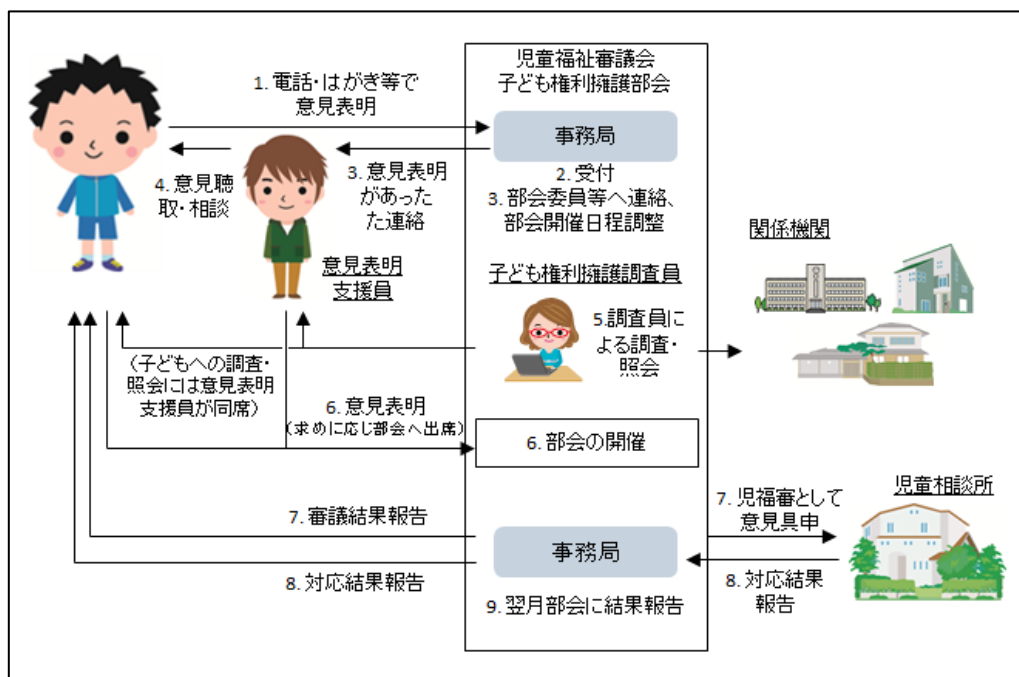 児童福祉審議会
子ども権利擁護部会
1. 電話・はがき等で
意見表明
事務局
2. 受付
3. 部会委員等へ連絡、
部会開催日程調整
3. 意見表明
があっ
た連絡
4. 意見聴
取・相談
意見表明
支援員
関係機関
子ども権利擁護調査員
5.調査員に
よる調査・
照会
(子どもへの調査・
照会には意見表明
支援員が同席)
6. 意見表明
(求めに応じ部会へ出席)
6. 部会の開催
7. 児福審として
意見具申
児童相談所
7. 審議結果報告
事務局
8. 対応結果報告
8. 対応結果
報告
9. 翌月部会に結果報告